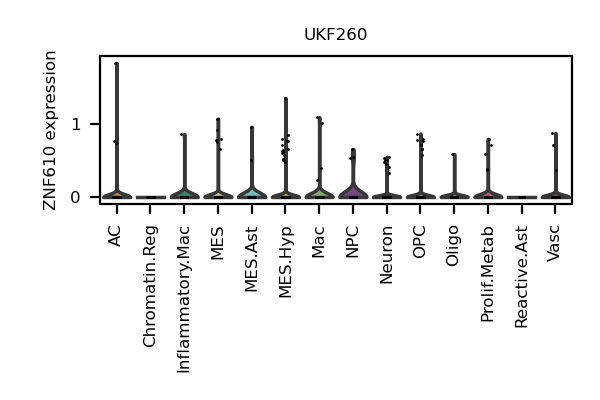 UKF260
ZNF610 expression
1
0
AC
Chromatin.Reg
Inflammatory.Mac
MES
MES.Ast
MES.Hyp
Mac
NPC
Neuron
OPC
Oligo
Prolif.Metab
Reactive.Ast
Vasc